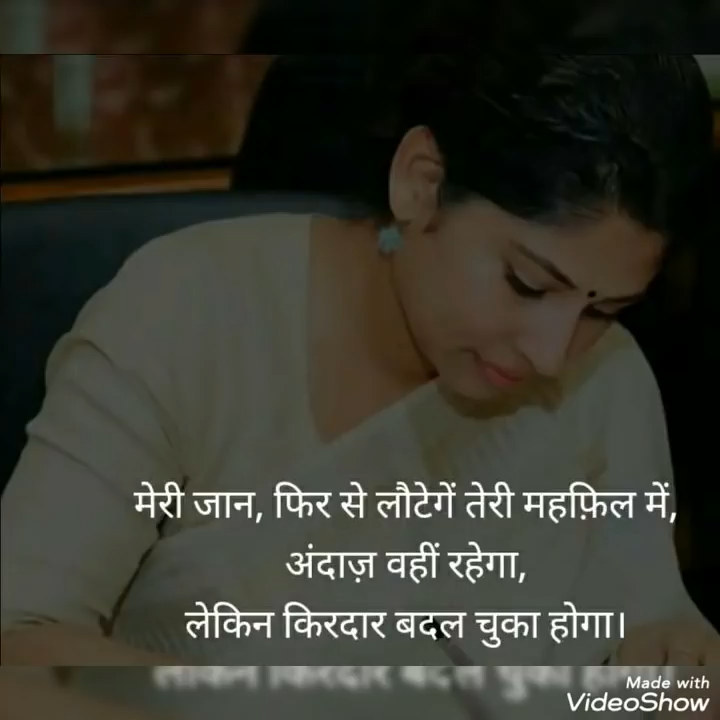 मेरी जान, फिर से लौटेगें तेरी महफ़िल में,
अंदाज़ वहीं रहेगा,
लेकिन किरदार बदल चुका होगा।
Made with
VideoShow